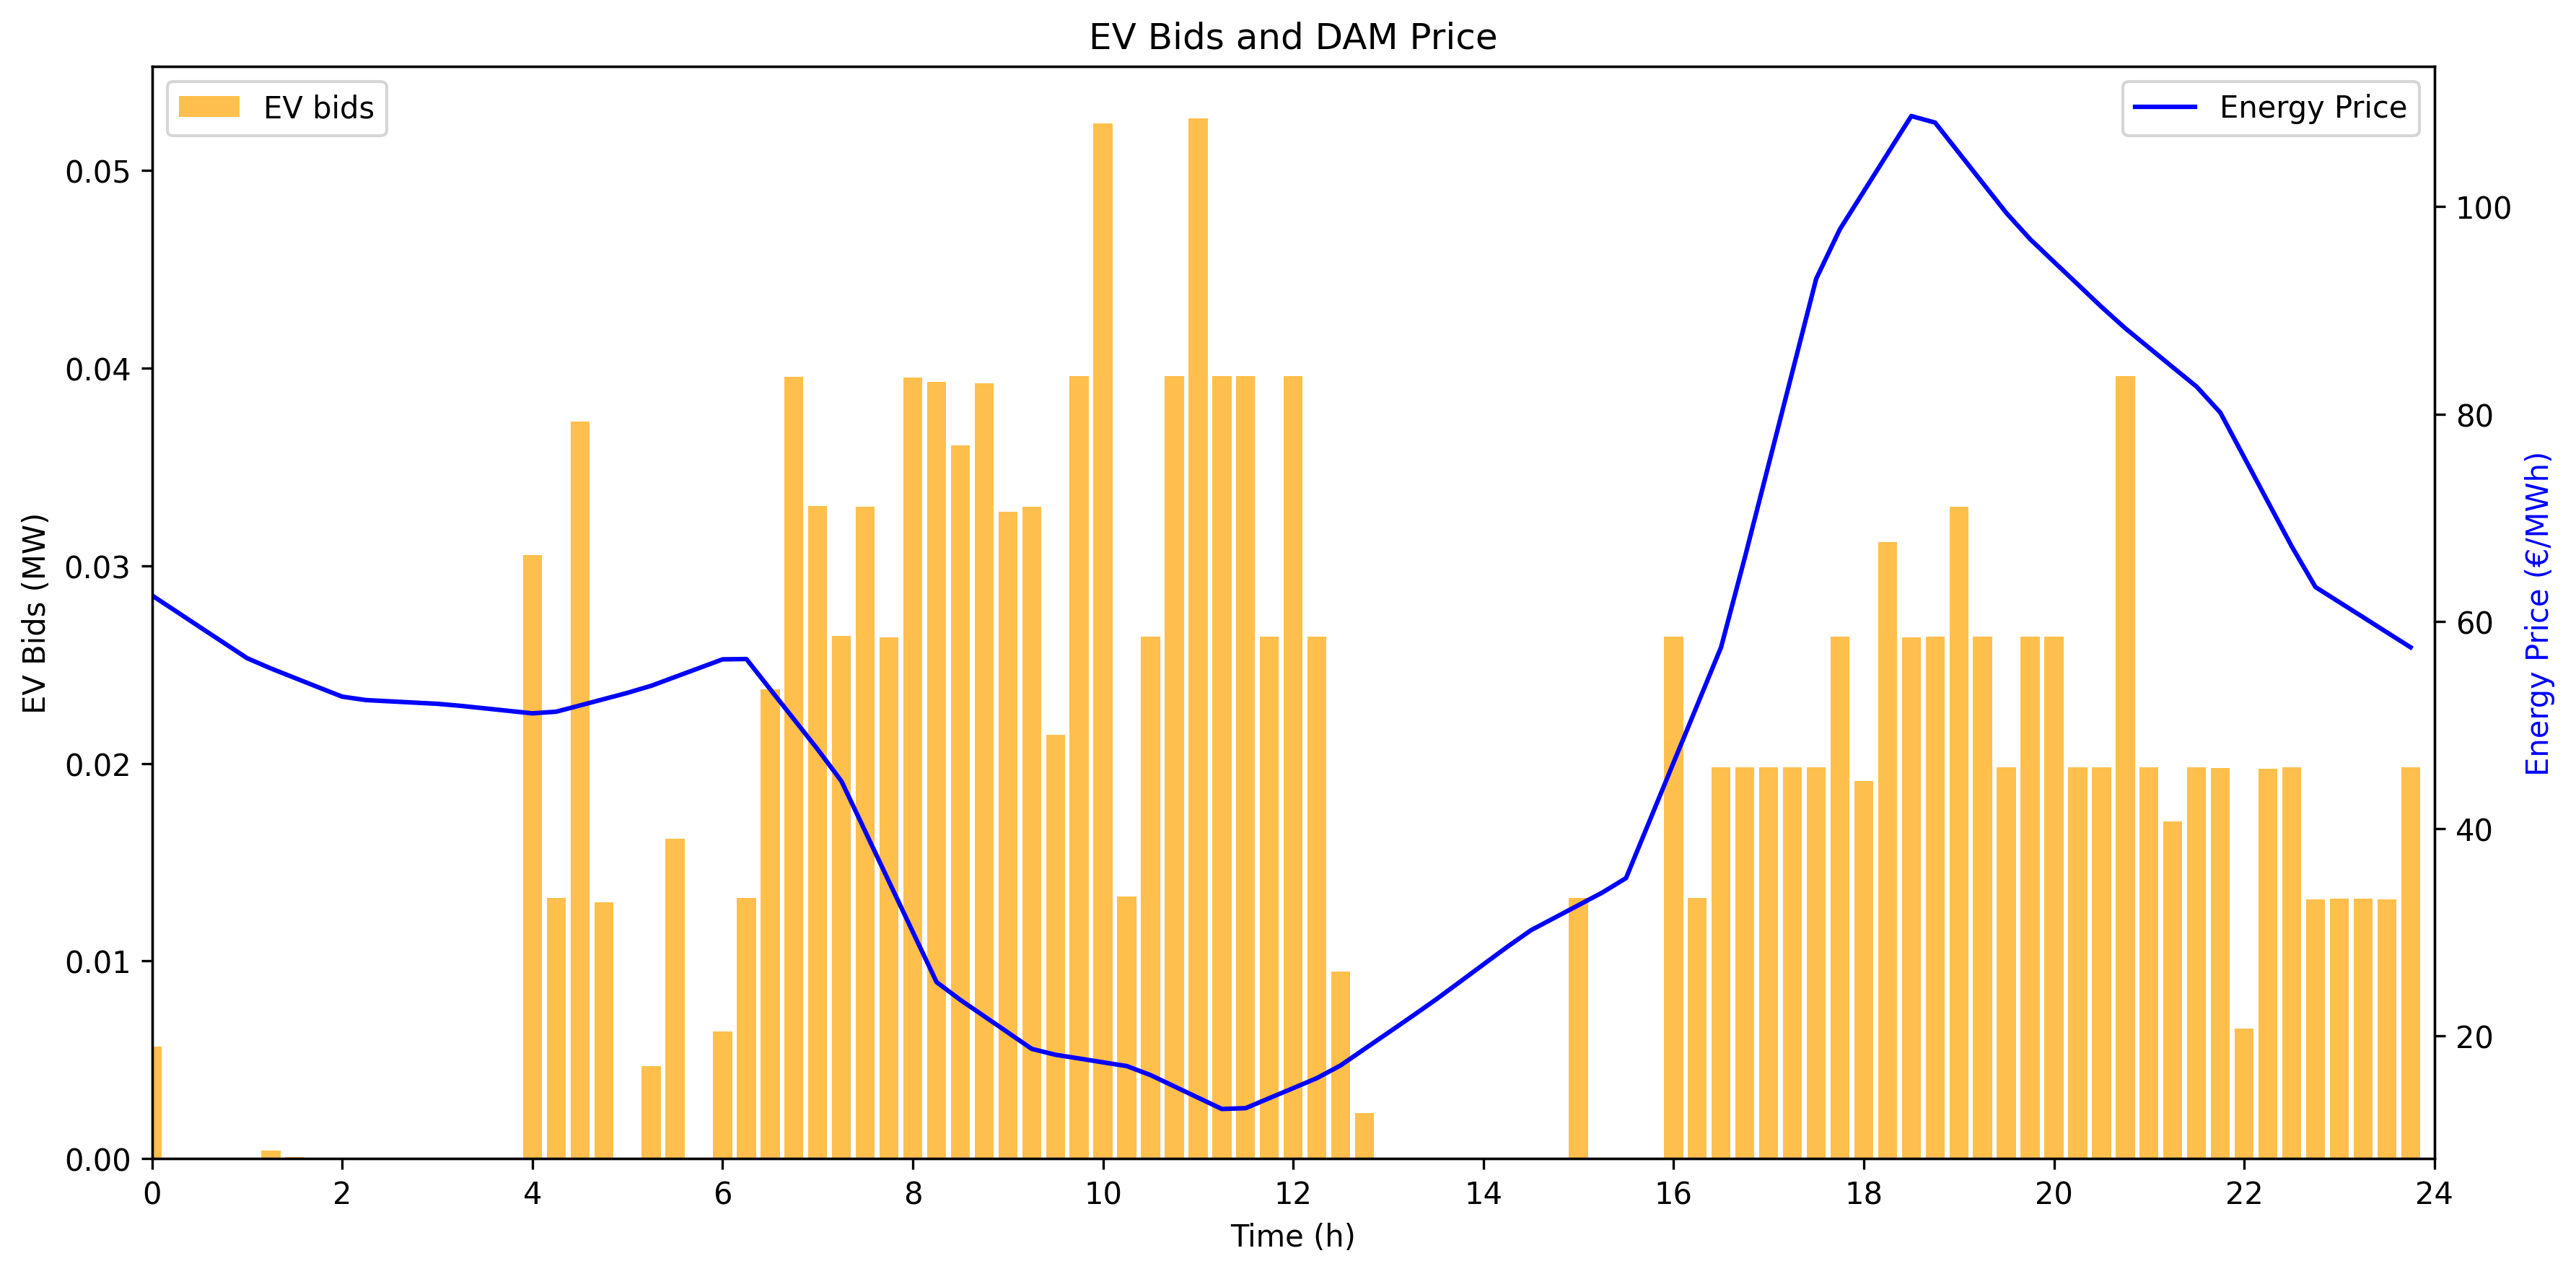 EV Bids and DAM Price
EV bids
Energy Price
EV Bids (MW)
0.05
0.04
0.03
0.02
0.01
0.00
100
80
60
40
20
Energy Price (€/MWh)
0 2 4 6 8 10 12 14 16 18 20 22 24
Time (h)